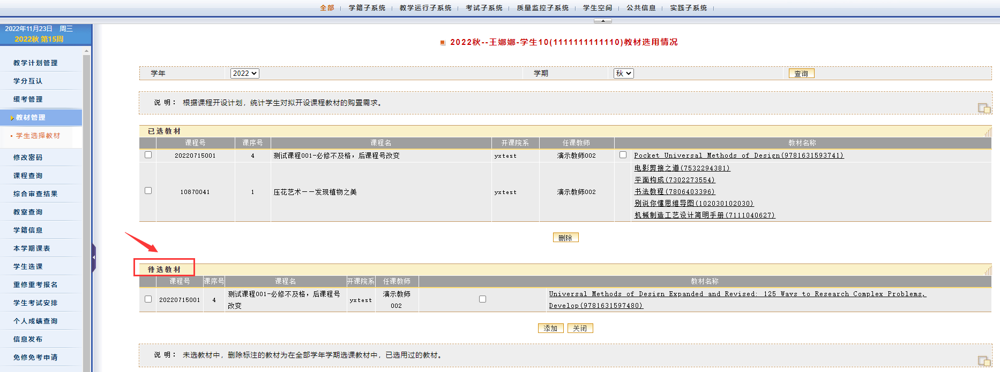 全部 | 学籍子系统 | 教学运行子系统 | 考试子系统 | 质量监控子系统 | 学生空间 | 公共信息 | 实践子系统 |
2022年11月23日 周三
2022秋 第15周
教学计划管理
学分互认
缓考管理
教材管理
学生选择教材
修改密码
课程查询
综合审查结果
教室查询
学籍信息
本学期课表
学生选课
重修重考报名
学生考试安排
个人成绩查询
信息发布
免修免考申请
2022秋--王娜娜-学生10(1111111111110)教材选用情况
学年 2022 学期 秋 查询
说 明： 根据课程开设计划，统计学生对拟开设课程教材的购置需求。
已选教材
课程号 课序号 课程名 开课院系 任课教师 教材名称
20220715001 4 测试课程001-必修不及格，后课程号改变 yxtest 演示教师002 Pocket Universal Methods of Design(9781631593741)
10870041 1 压花艺术－－发现植物之美 yxtest 演示教师002
电影剪接之道(7532294381)
平面构成(7302273554)
书法教程(7806403396)
别说你懂思维导图(102030102030)
机械制造工艺设计简明手册(7111040627)
删除
待选教材
课程号 课序号 课程名 开课院系 任课教师 教材名称
20220715001 4 测试课程001-必修不及格，后课程号
改变
yxtest 演示教师
002
Universal Methods of Design Expanded and Revised: 125 Ways to Research Complex Problems,
Develop(9781631597480)
添加 关闭
说 明： 未选教材中，删除标注的教材为在全部学年学期选课教材中，已选用过的教材。